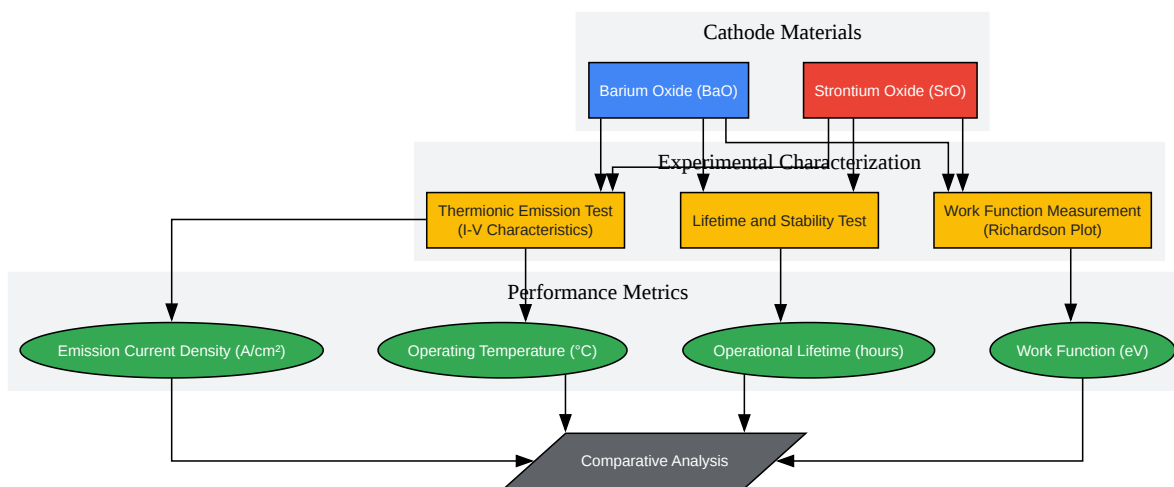 Cathode Materials
Barium Oxide (BaO)
Strontium Oxide (SrO)
Experimental Characterization
Thermionic Emission Test
(I-V Characteristics)
Lifetime and Stability Test
Work Function Measurement
(Richardson Plot)
Performance Metrics
Emission Current Density (A/cm²)
Operating Temperature (°C)
Operational Lifetime (hours)
Work Function (eV)
Comparative Analysis